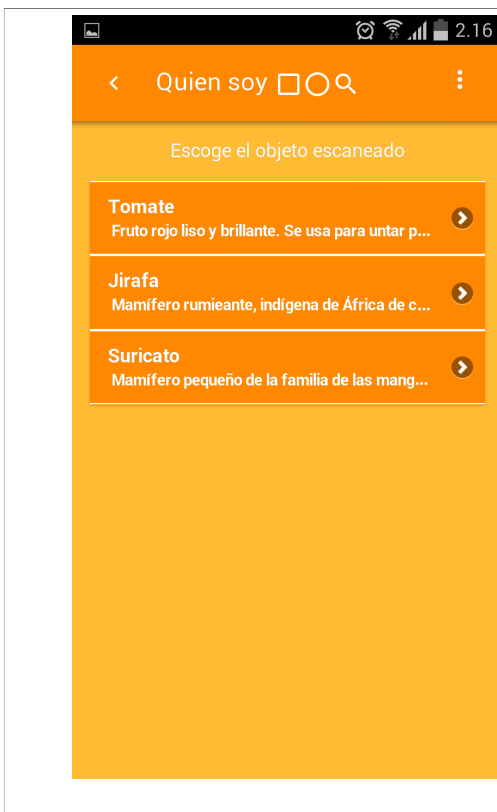 2.16
Quien soy
Escoge el objeto escaneado
Tomate
Fruto rojo liso y brillante. Se usa para untar p...
Jirafa
Mamífero rumieante, indígena de África de c...
Suricato
Mamífero pequeño de la familia de las mang...